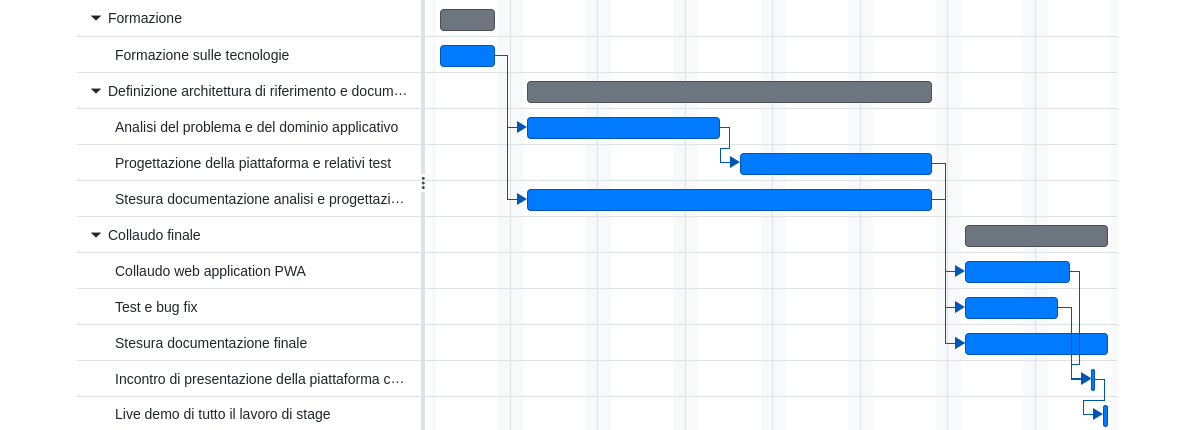 Formazione
Formazione sulle tecnologie
Definizione architettura di riferimento e docum…
Analisi del problema e del dominio applicativo
Progettazione della piattaforma e relativi test
Stesura documentazione analisi e progettazi…
Collaudo finale
Collaudo web application PWA
Test e bug fix
Stesura documentazione finale
Incontro di presentazione della piattaforma c…
Live demo di tutto il lavoro di stage